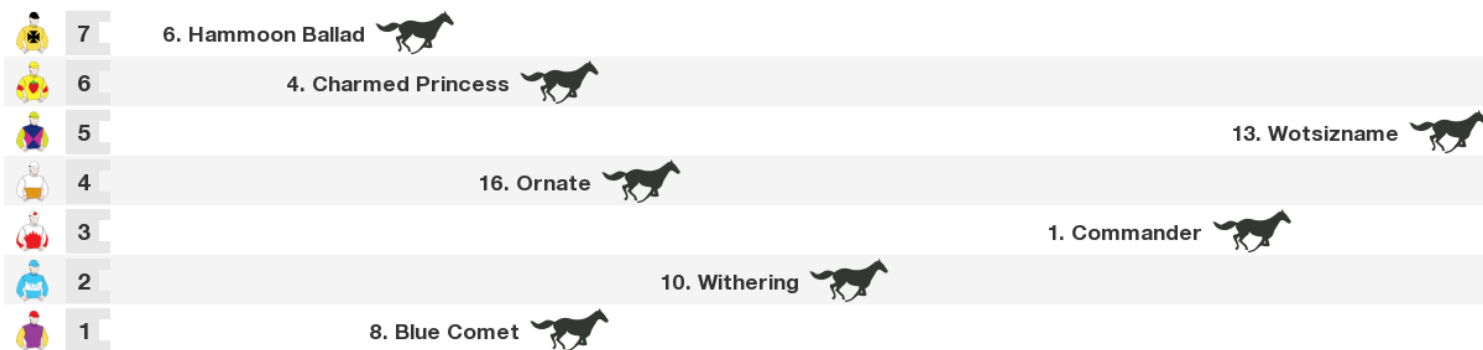 7 6. Hammoon Ballad
6 4. Charmed Princess
5 13. Wotsizname
4 16. Ornate
3 1. Commander
2 10. Withering
1 8. Blue Comet